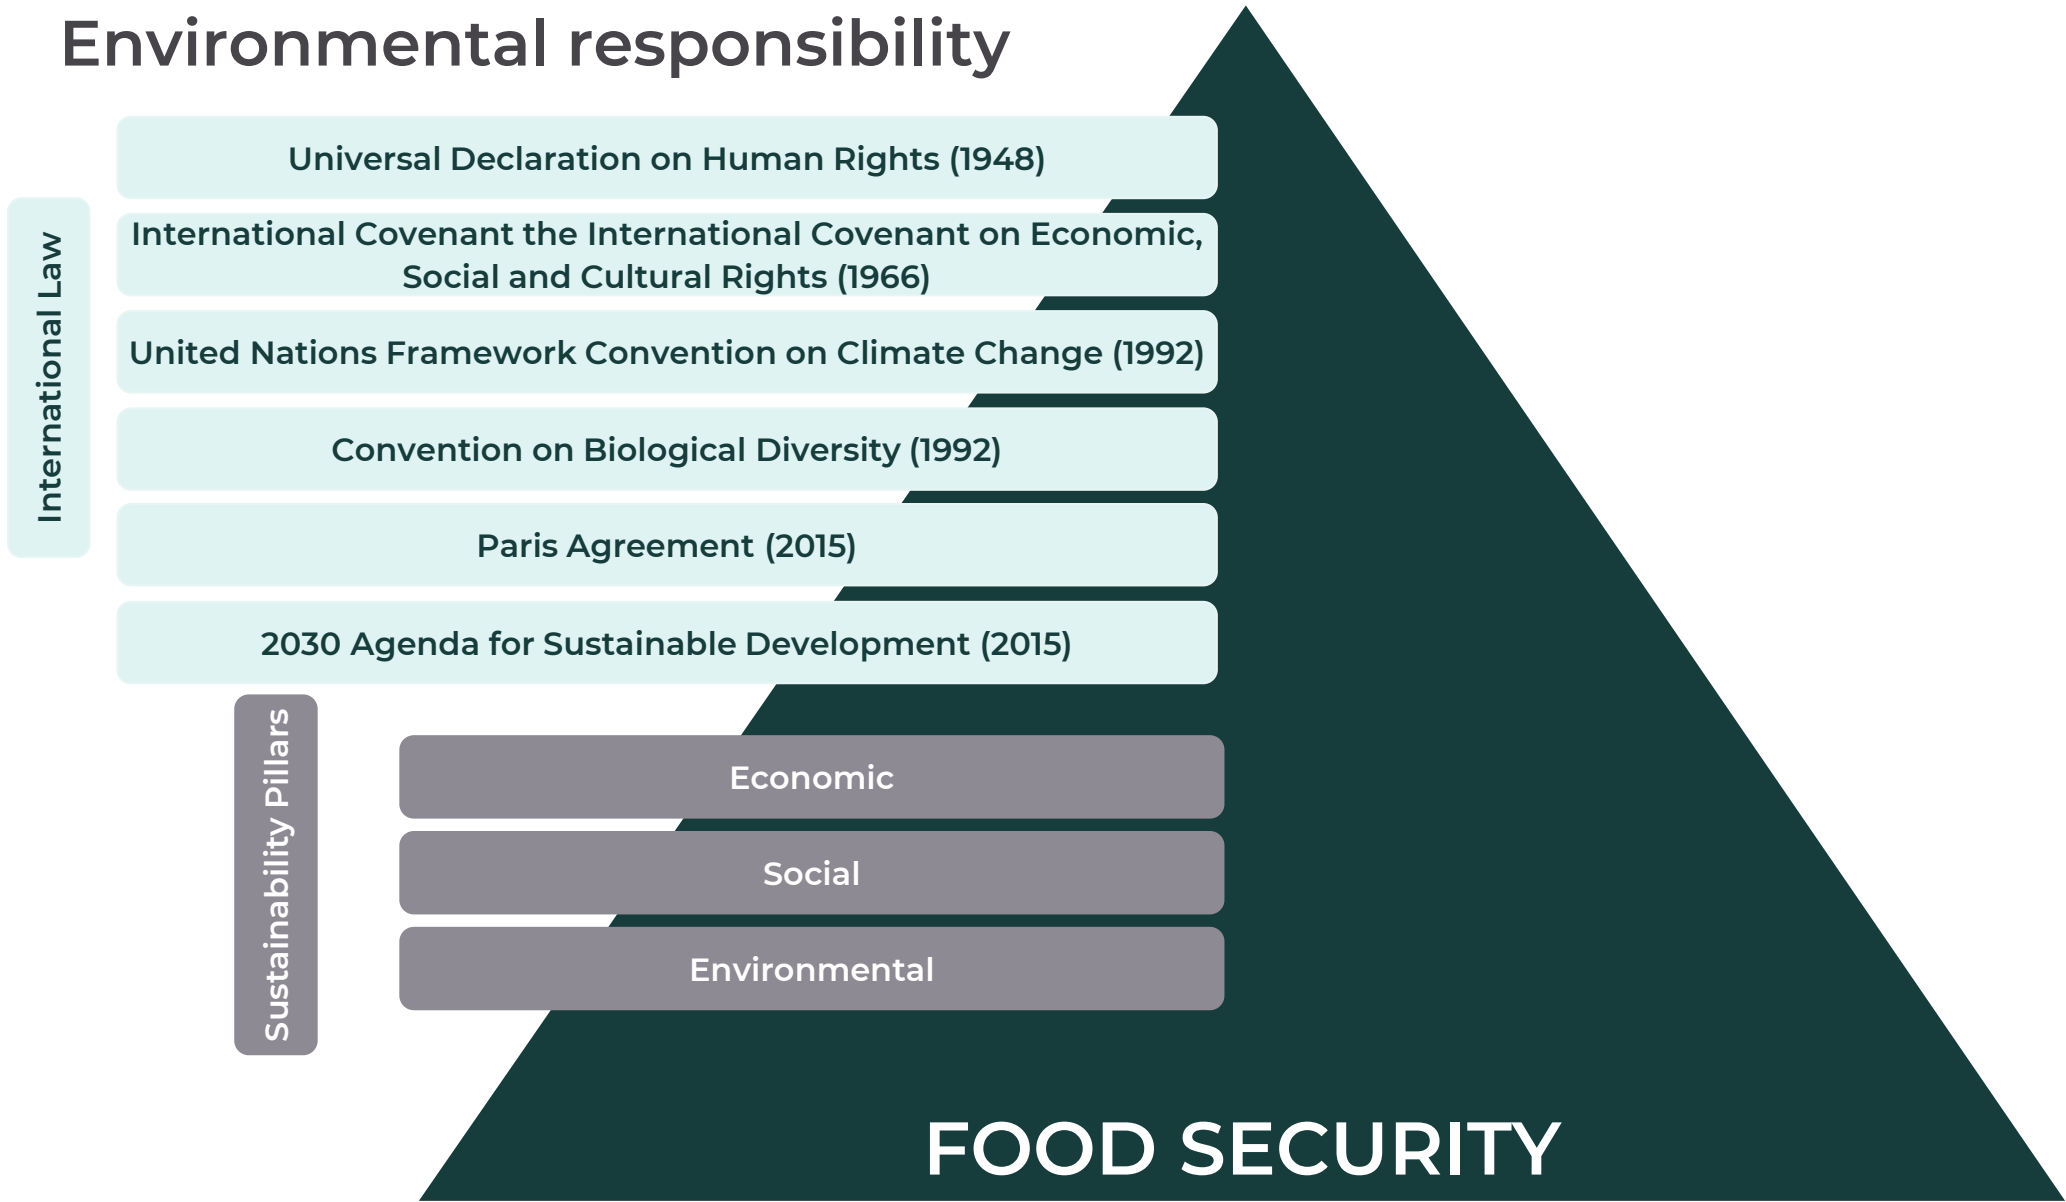 Environmental responsibility
International Law
Universal Declaration on Human Rights (1948)
International Covenant the International Covenant on Economic,
Social and Cultural Rights (1966)
United Nations Framework Convention on Climate Change (1992)
Convention on Biological Diversity (1992)
Paris Agreement (2015)
2030 Agenda for Sustainable Development (2015)
Sustainability Pillars
Economic
Social
Environmental
FOOD SECURITY